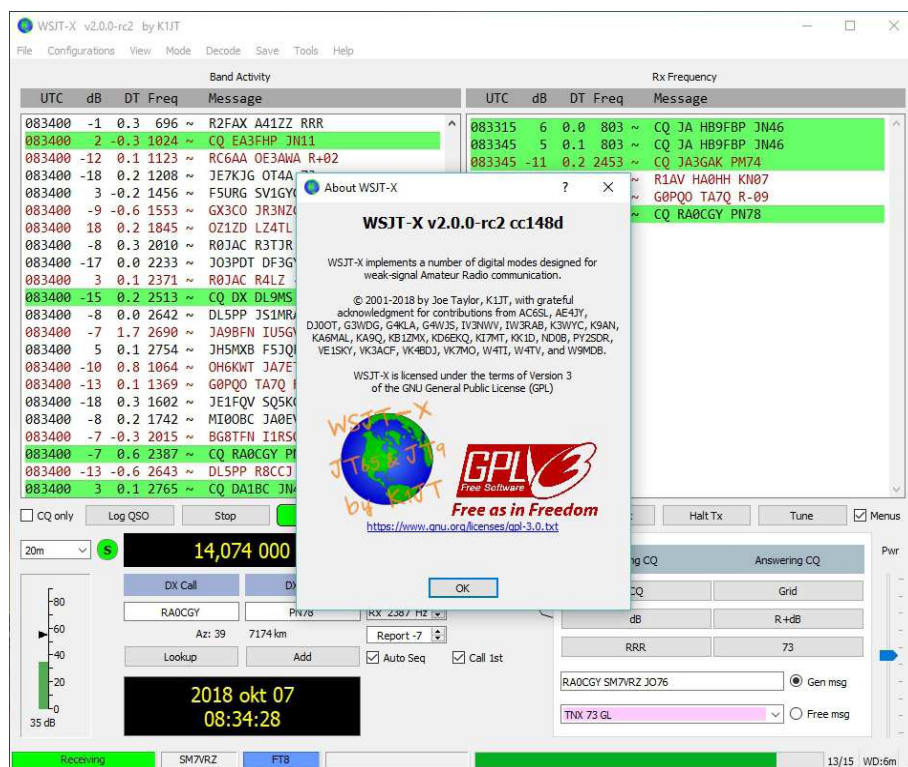 WSJT-X v2.0.0-rc2 by K1JT
File Configurations View Mode Decode Save Tools Help
Band Activity
Rx Frequency
UTC dB DT Freq Message
UTC dB DT Freq Message
083400 -1 0.3 696 ~ R2FAX A41ZZ RRR
083400 2 -0.3 1024 ~ CQ EA3FHP JN11
083400 -12 0.1 1123 ~ RC6AA OE3AWA R+02
083400 -18 0.2 1208 ~ JE7KJG OT4A
083400 3 -0.2 1456 ~ F5URG
083400 -9 -0.6 1553 ~ GX3CO
083400 18 0.2 1845 ~ OZ1ZD LZ4TL
083400 -8 0.3 2010 ~ R0JAC R3TJR
083400 -17 0.0 2233 ~ JO3PDT
083400 3 0.1 2371 ~ R0JAC R4LZ
083400 -15 0.2 2513 ~ CQ DX DL9MS
083400 -8 0.0 2642 ~ DL5PP
083400 -7 1.7 2690 ~ JA9BFN
083400 5 0.1 2754 ~ JH5MXB
083400 -10 0.8 1064 ~ OH6KWT
083400 -13 0.1 1369 ~ G0PQO TA7Q
083400 -18 0.3 1602 ~ JE1FQV
083400 -8 0.2 1742 ~ MI0OBC
083400 -7 -0.3 2015 ~ BG8TFN
083400 -7 0.6 2387 ~ CQ RA0CGY
083400 -13 -0.6 2643 ~ DL5PP R8CCJ
083400 3 0.1 2765 ~ CQ DA1BC
083315 6 0.0 803 ~ CQ JA HB9FBP JN46
083345 5 0.1 803 ~ CQ JA HB9FBP JN46
083345 -11 0.2 2453 ~ CQ JA3GAK PM74
~ R1AV HA0HH KN07
~ G0PQO TA7Q R-09
~ CQ RA0CGY PN78
About WSJT-X
WSJT-X v2.0.0-rc2 cc148d
WSJT-X implements a number of digital modes designed for
weak-signal Amateur Radio communication.
© 2001-2018 by Joe Taylor, K1JT, with grateful
acknowledgment for contributions from AC6SL, AE4JY,
DJ0OT, G3WDG, G4KLA, G4WJS, IV3NWV, IW3RAB, K3WYC, K9AN,
KA6MAL, KA9Q, KB1ZMX, KD6EKQ, KI7MT, KK1D, ND0B, PY2SDR,
VE1SKY, VK3ACF, VK4BDJ, VK7MO, W4TI, W4TV, and W9MDB.
WSJT-X is licensed under the terms of Version 3
of the GNU General Public License (GPL)
WSJT-X
JT65 & JT9
by K1JT
GPL 3
Free Software
Free as in Freedom
https://www.gnu.org/licenses/gpl-3.0.txt
OK
CQ only Log QSO Stop
Halt Tx Tune Menus
20m S 14,074 000
CQ Answering CQ Pwr
DX Call
RA0CGY PN78 Rx 2387 Hz
Az: 39 7174 km Report -7
Lookup Add Auto Seq Call 1st
CQ Grid
dB R+dB
RRR 73
RA0CGY SM7VRZ JO76 Gen msg
TNX 73 GL Free msg
80
60
40
20
0
35 dB
2018 okt 07
08:34:28
Receiving SM7VRZ FT8 13/15 WD:6m